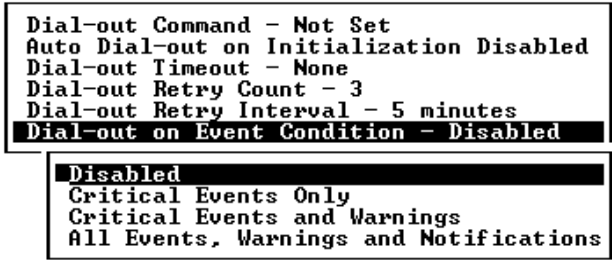 Dial-out Command - Not Set
Auto Dial-out on Initialization Disabled
Dial-out Timeout - None
Dial-out Retry Count - 3
Dial-out Retry Interval - 5 minutes
Dial-out on Event Condition - Disabled
Disabled
Critical Events Only
Critical Events and Warnings
All Events, Warnings and Notifications